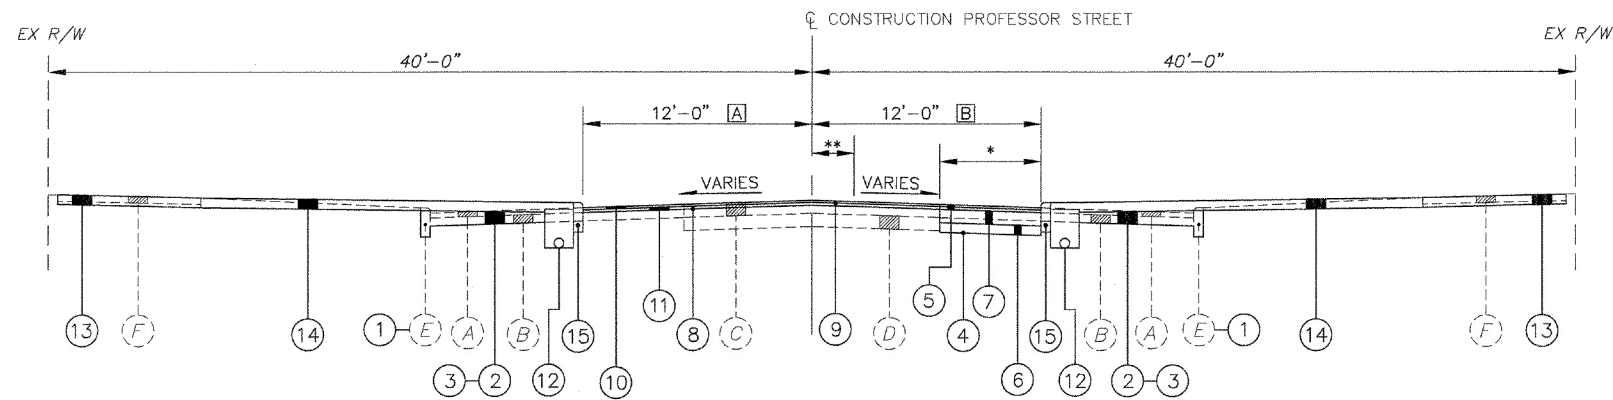 ℄ CONSTRUCTION PROFESSOR STREET
EX R/W
EX R/W
40'-0"
40'-0"
12'-0" A
12'-0" B
**
*
VARIES
VARIES
13
F
14
1
E
A
B
15
11
8
C
9
D
5
7
4
15
B
A
E
1
14
F
13
3
2
12
10
6
12
2
3